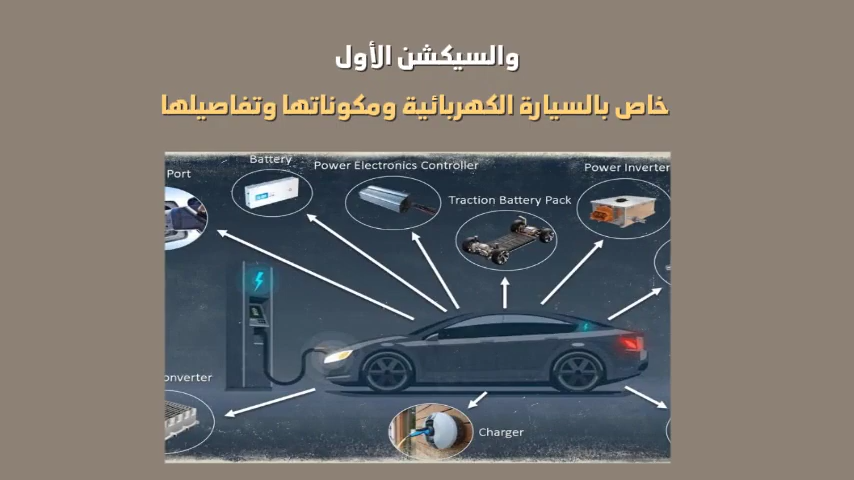 والسيكشن الأول
خاص بالسيارة الكهربائية ومكوناتها وتفاصيلها
Battery
Power Electronics Controller
Power Inverter
Port
Traction Battery Pack
onverter
Charger